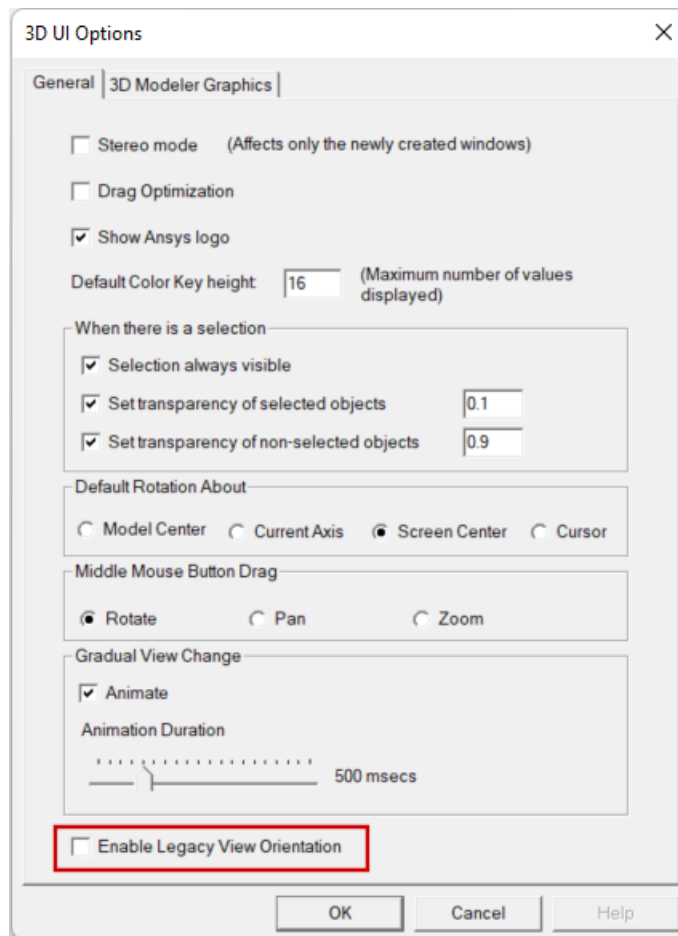 3D UI Options
General
3D Modeler Graphics
Stereo mode (Affects only the newly created windows)
Drag Optimization
Show Ansys logo
Default Color Key height: 16 (Maximum number of values
displayed)
When there is a selection
Selection always visible
Set transparency of selected objects 0.1
Set transparency of non-selected objects 0.9
Default Rotation About
Model Center Current Axis Screen Center Cursor
Middle Mouse Button Drag
Rotate Pan Zoom
Gradual View Change
Animate
Animation Duration
500 msecs
Enable Legacy View Orientation
OK Cancel Help